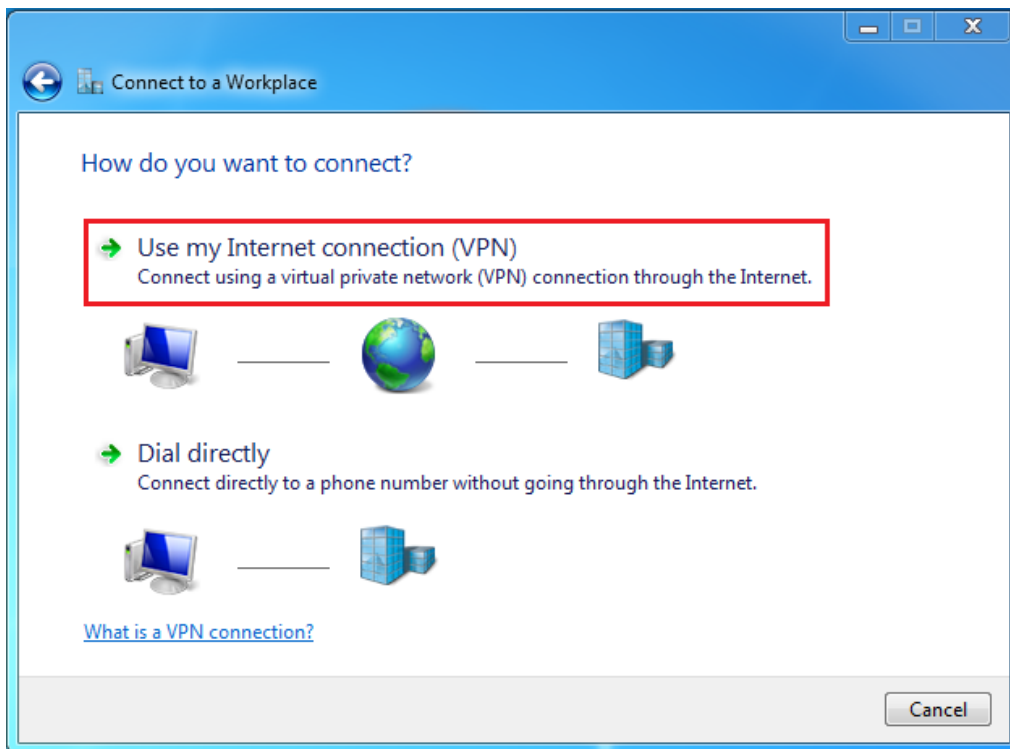 Connect to a Workplace
How do you want to connect?
Use my Internet connection (VPN)
Connect using a virtual private network (VPN) connection through the Internet.
Dial directly
Connect directly to a phone number without going through the Internet.
What is a VPN connection?
Cancel